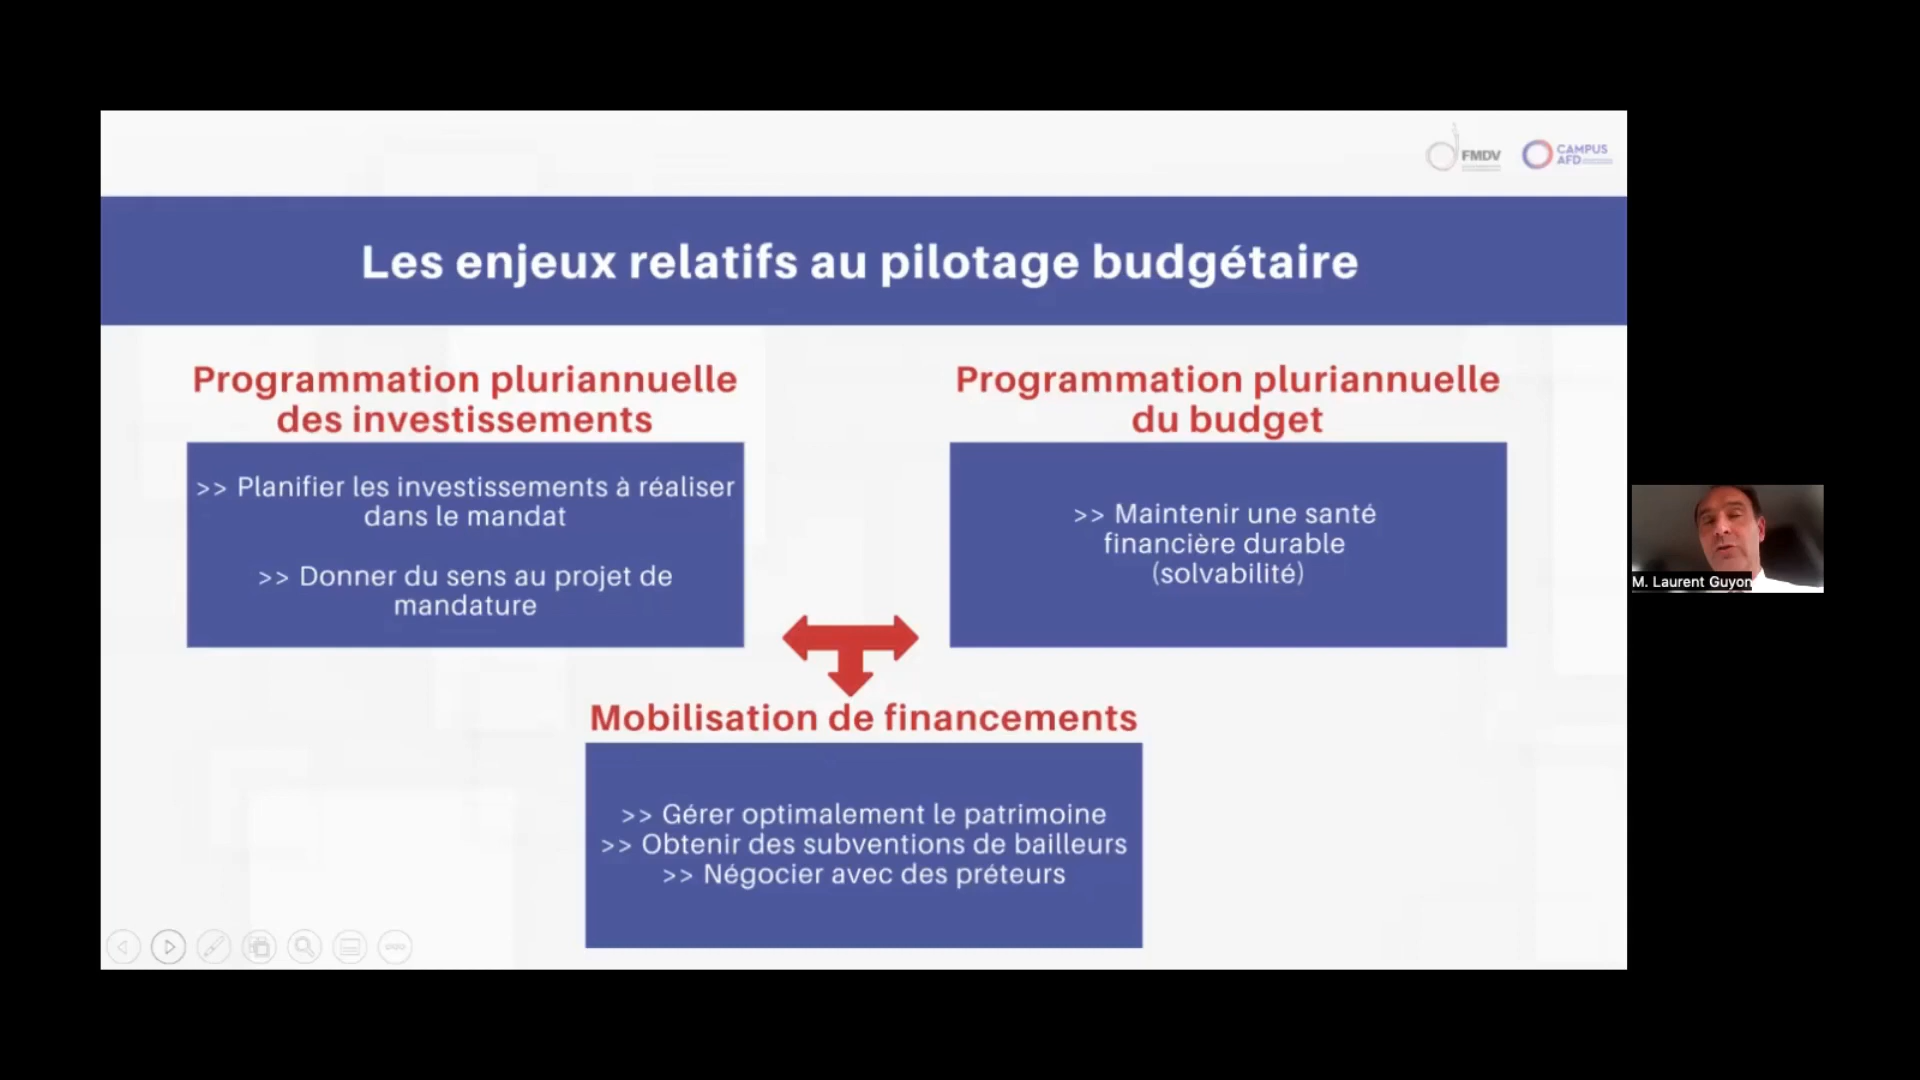 FMDV
CAMPUS
AFD
Les enjeux relatifs au pilotage budgétaire
Programmation pluriannuelle
des investissements
>> Planifier les investissements à réaliser
dans le mandat
>> Donner du sens au projet de
mandature
Programmation pluriannuelle
du budget
>> Maintenir une santé
financière durable
(solvabilité)
Mobilisation de financements
>> Gérer optimalement le patrimoine
>> Obtenir des subventions de bailleurs
>> Négocier avec des préteurs
M. Laurent Guyon